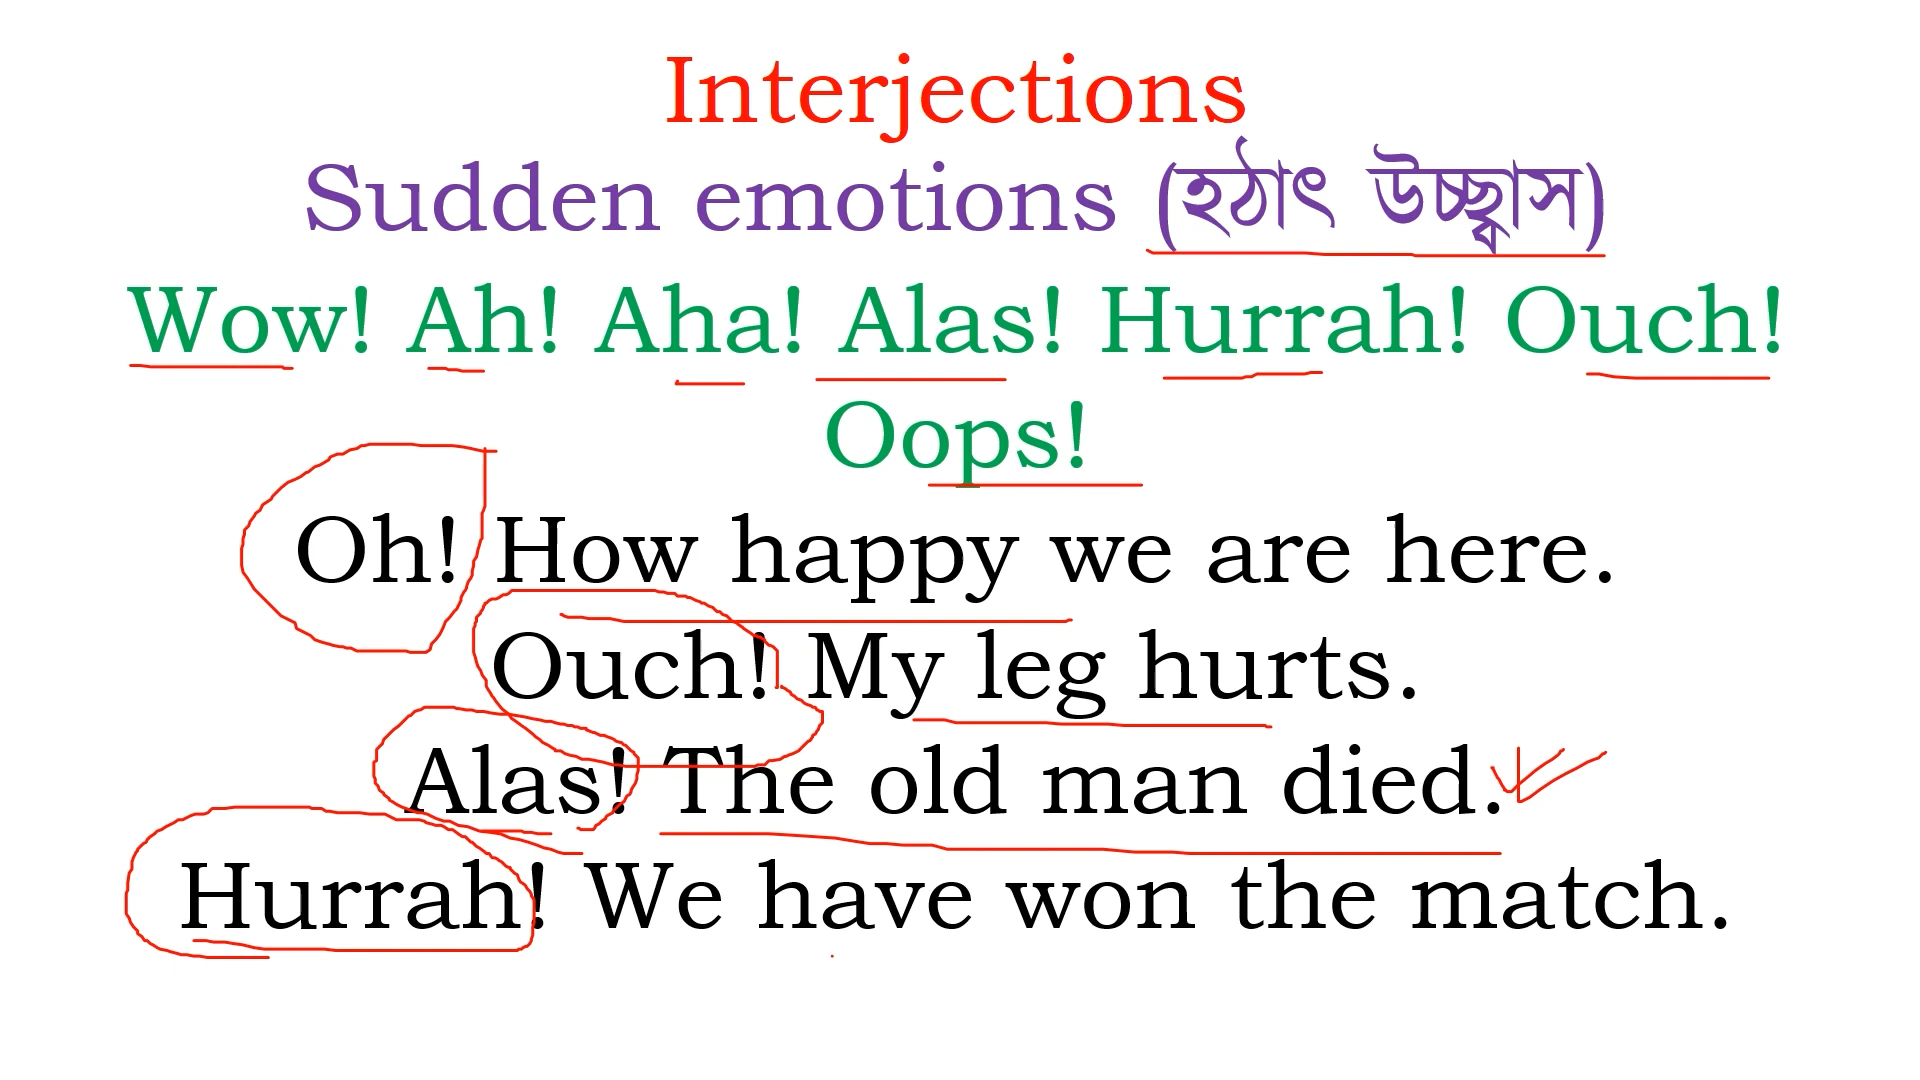 Interjections
Sudden emotions (হঠাৎ উচ্ছ্বাস)
Wow! Ah! Aha! Alas! Hurrah! Ouch!
Oops!
Oh! How happy we are here.
Ouch! My leg hurts.
Alas! The old man died.
Hurrah! We have won the match.